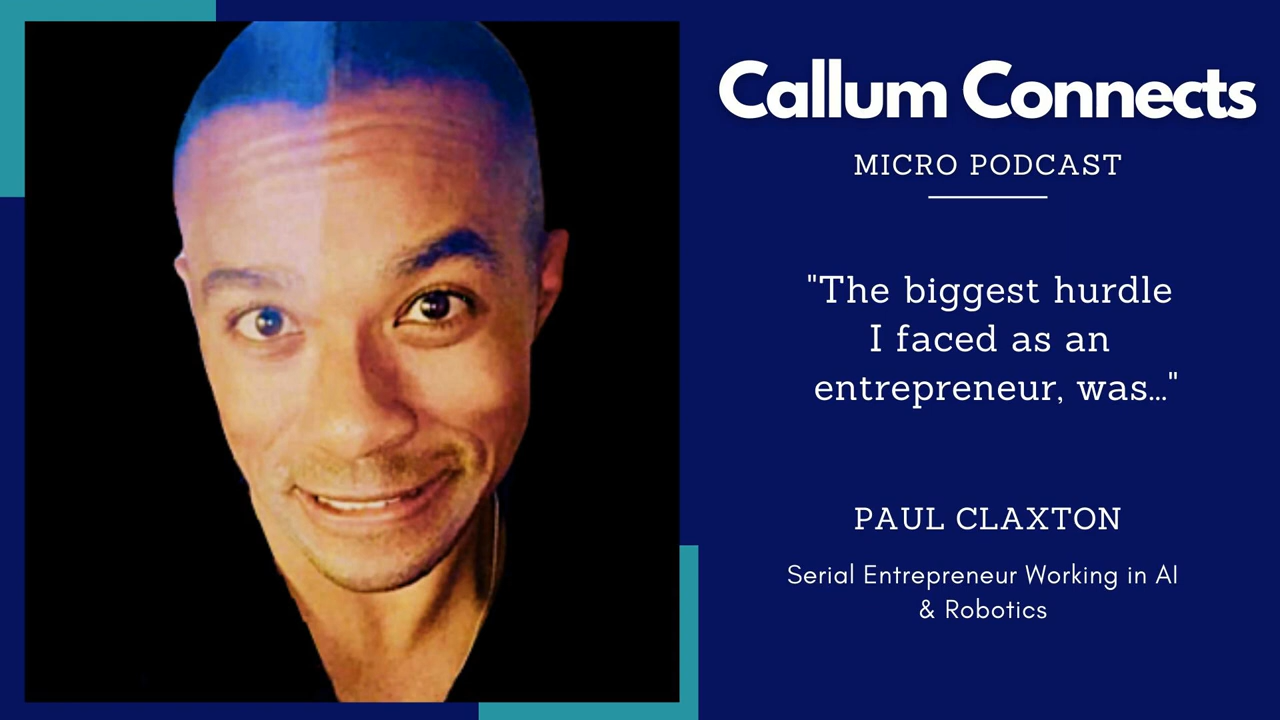 Callum Connects
MICRO PODCAST
"The biggest hurdle
I faced as an
entrepreneur, was..."
PAUL CLAXTON
Serial Entrepreneur Working in AI
& Robotics